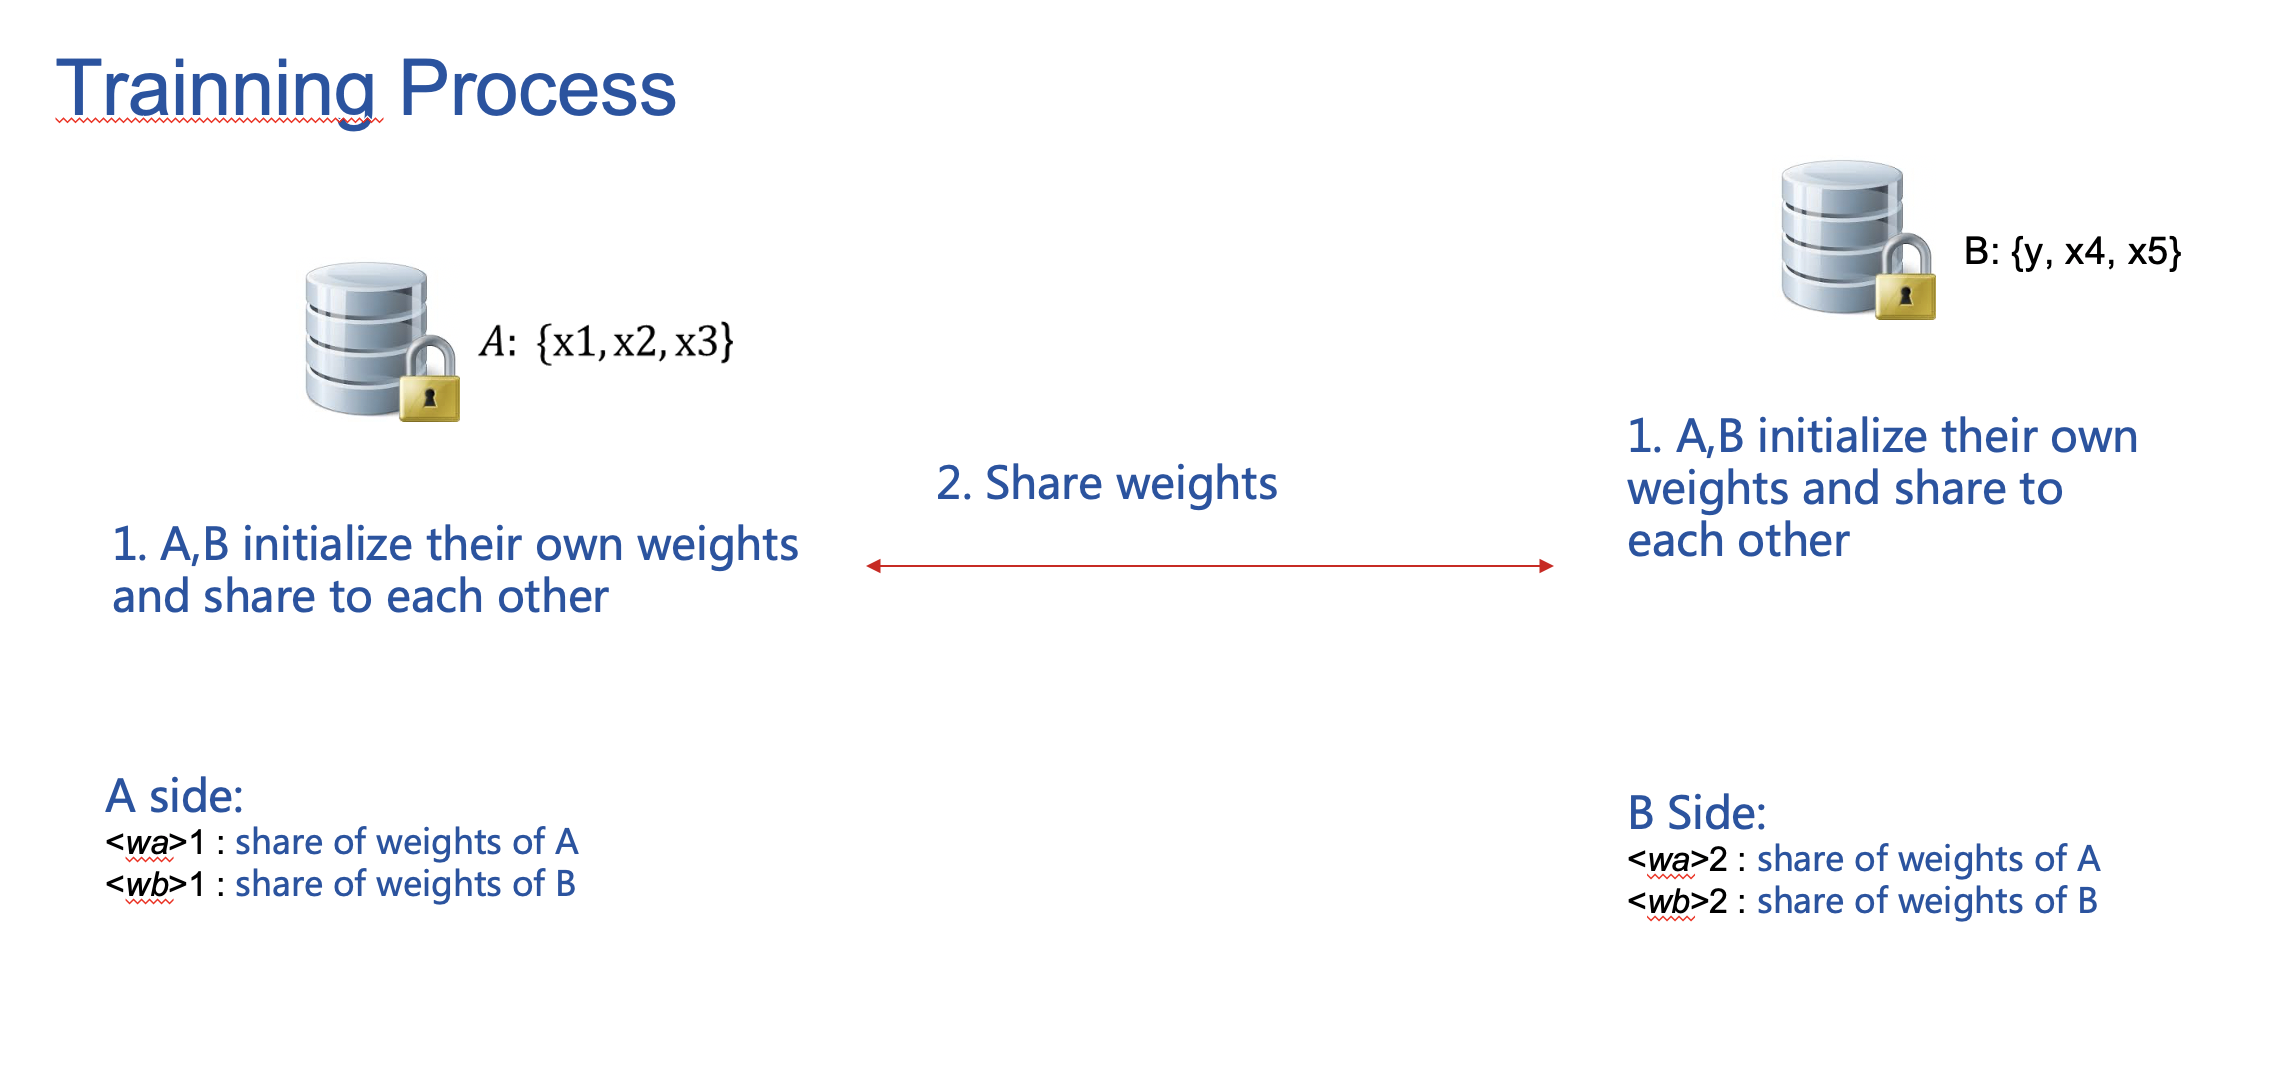 Trainning Process
A: {x1, x2, x3}
1. A,B initialize their own weights
and share to each other
2. Share weights
B: {y, x4, x5}
1. A,B initialize their own
weights and share to
each other
A side:
<wa>1 : share of weights of A
<wb>1 : share of weights of B
B Side:
<wa>2 : share of weights of A
<wb>2 : share of weights of B